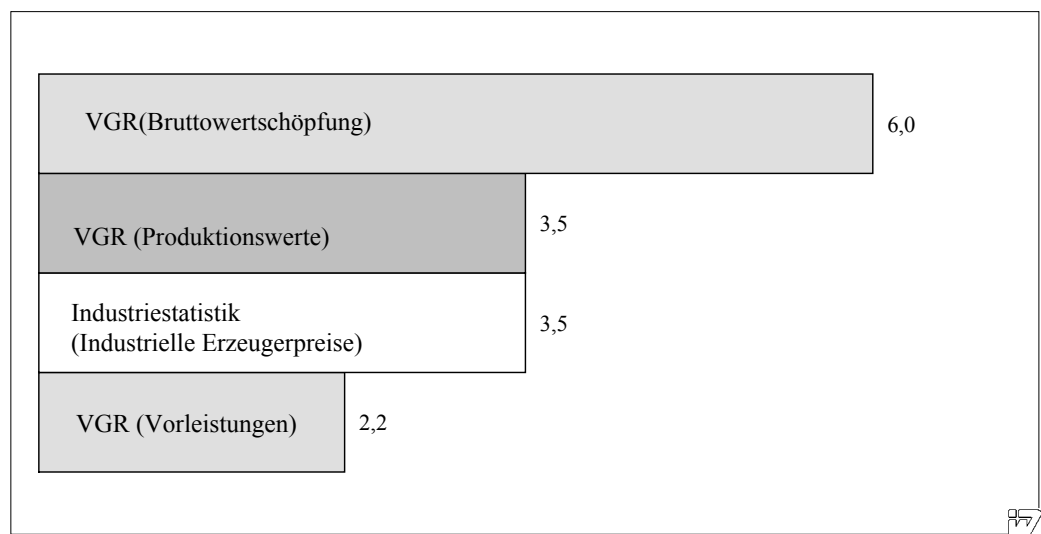 VGR(Bruttowertschöpfung)
6,0
VGR (Produktionswerte)
3,5
Industriestatistik
(Industrielle Erzeugerpreise)
3,5
VGR (Vorleistungen)
2,2